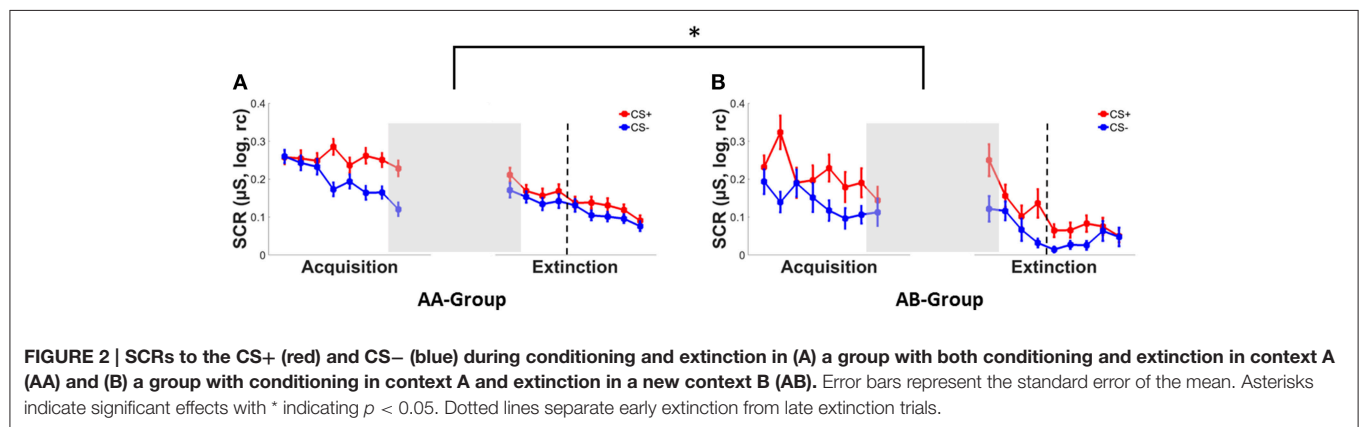 *
A
B
SCR (µS, log, rc)
0.4
0.3
0.2
0.1
0
CS+
CS-
Acquisition
Extinction
AA-Group
SCR (µS, log, rc)
0.4
0.3
0.2
0.1
0
CS+
CS-
Acquisition
Extinction
AB-Group
FIGURE 2 | SCRs to the CS+ (red) and CS− (blue) during conditioning and extinction in (A) a group with both conditioning and extinction in context A
(AA) and (B) a group with conditioning in context A and extinction in a new context B (AB). Error bars represent the standard error of the mean. Asterisks
indicate significant effects with * indicating p < 0.05. Dotted lines separate early extinction from late extinction trials.